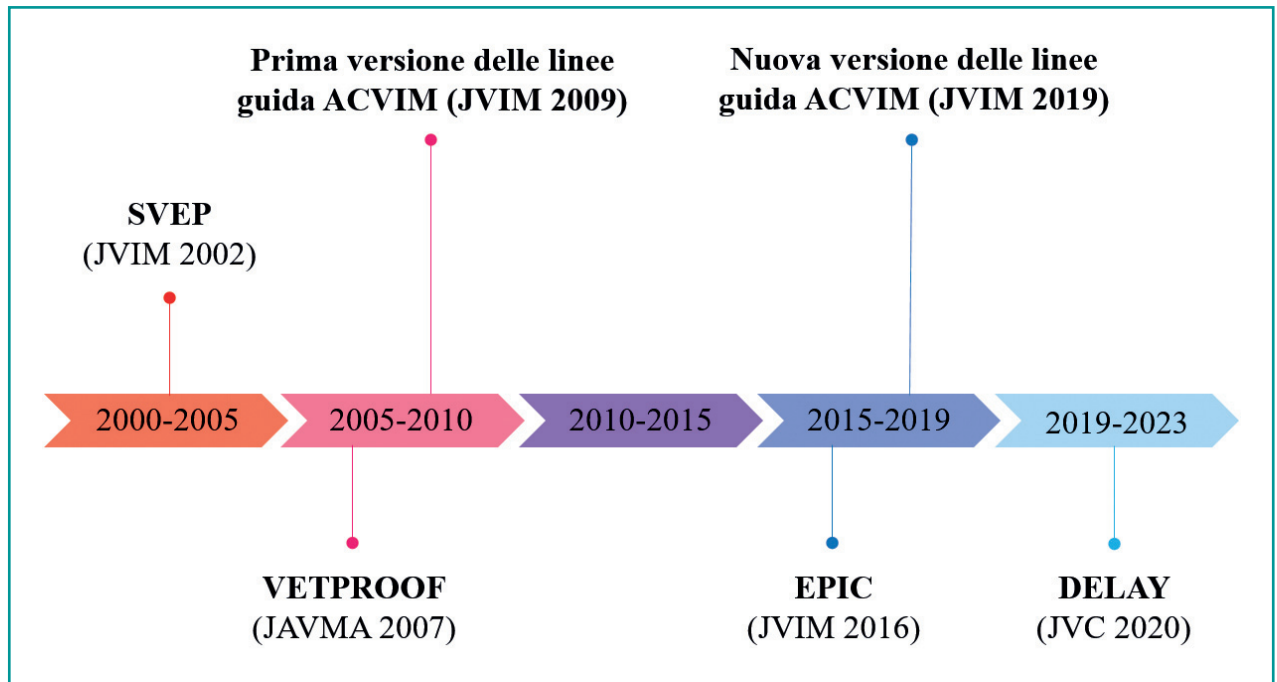 Prima versione delle linee
guida ACVIM (JVIM 2009)
Nuova versione delle linee
guida ACVIM (JVIM 2019)
SVEP
(JVIM 2002)
2000-2005
2005-2010
2010-2015
2015-2019
2019-2023
VETPROOF
(JAVMA 2007)
EPIC
(JVIM 2016)
DELAY
(JVC 2020)